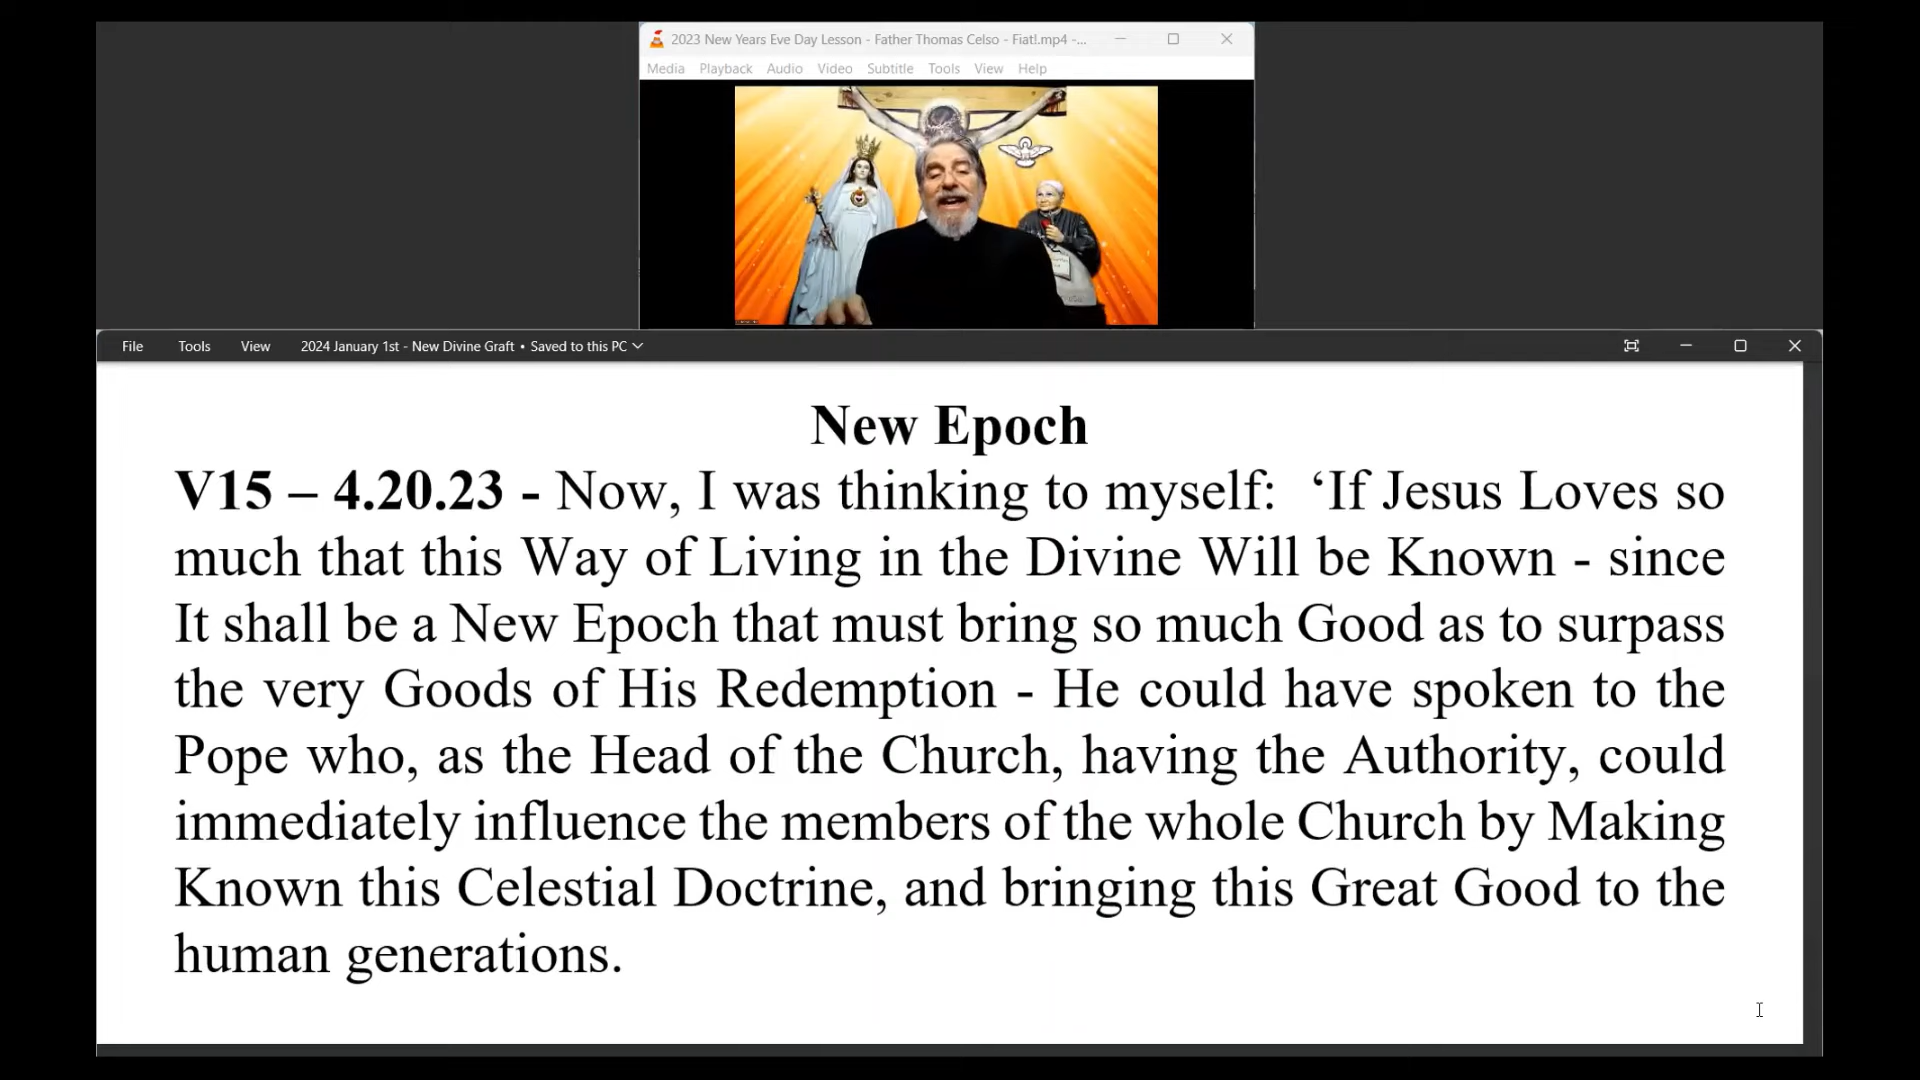 2023 New Years Eve Day Lesson - Father Thomas Celso - Fiat!.mp4 -...
Media Playback Audio Video Subtitle Tools View Help
File Tools View 2024 January 1st - New Divine Graft • Saved to this PC
New Epoch
V15 – 4.20.23 - Now, I was thinking to myself: ‘If Jesus Loves so
much that this Way of Living in the Divine Will be Known - since
It shall be a New Epoch that must bring so much Good as to surpass
the very Goods of His Redemption - He could have spoken to the
Pope who, as the Head of the Church, having the Authority, could
immediately influence the members of the whole Church by Making
Known this Celestial Doctrine, and bringing this Great Good to the
human generations.